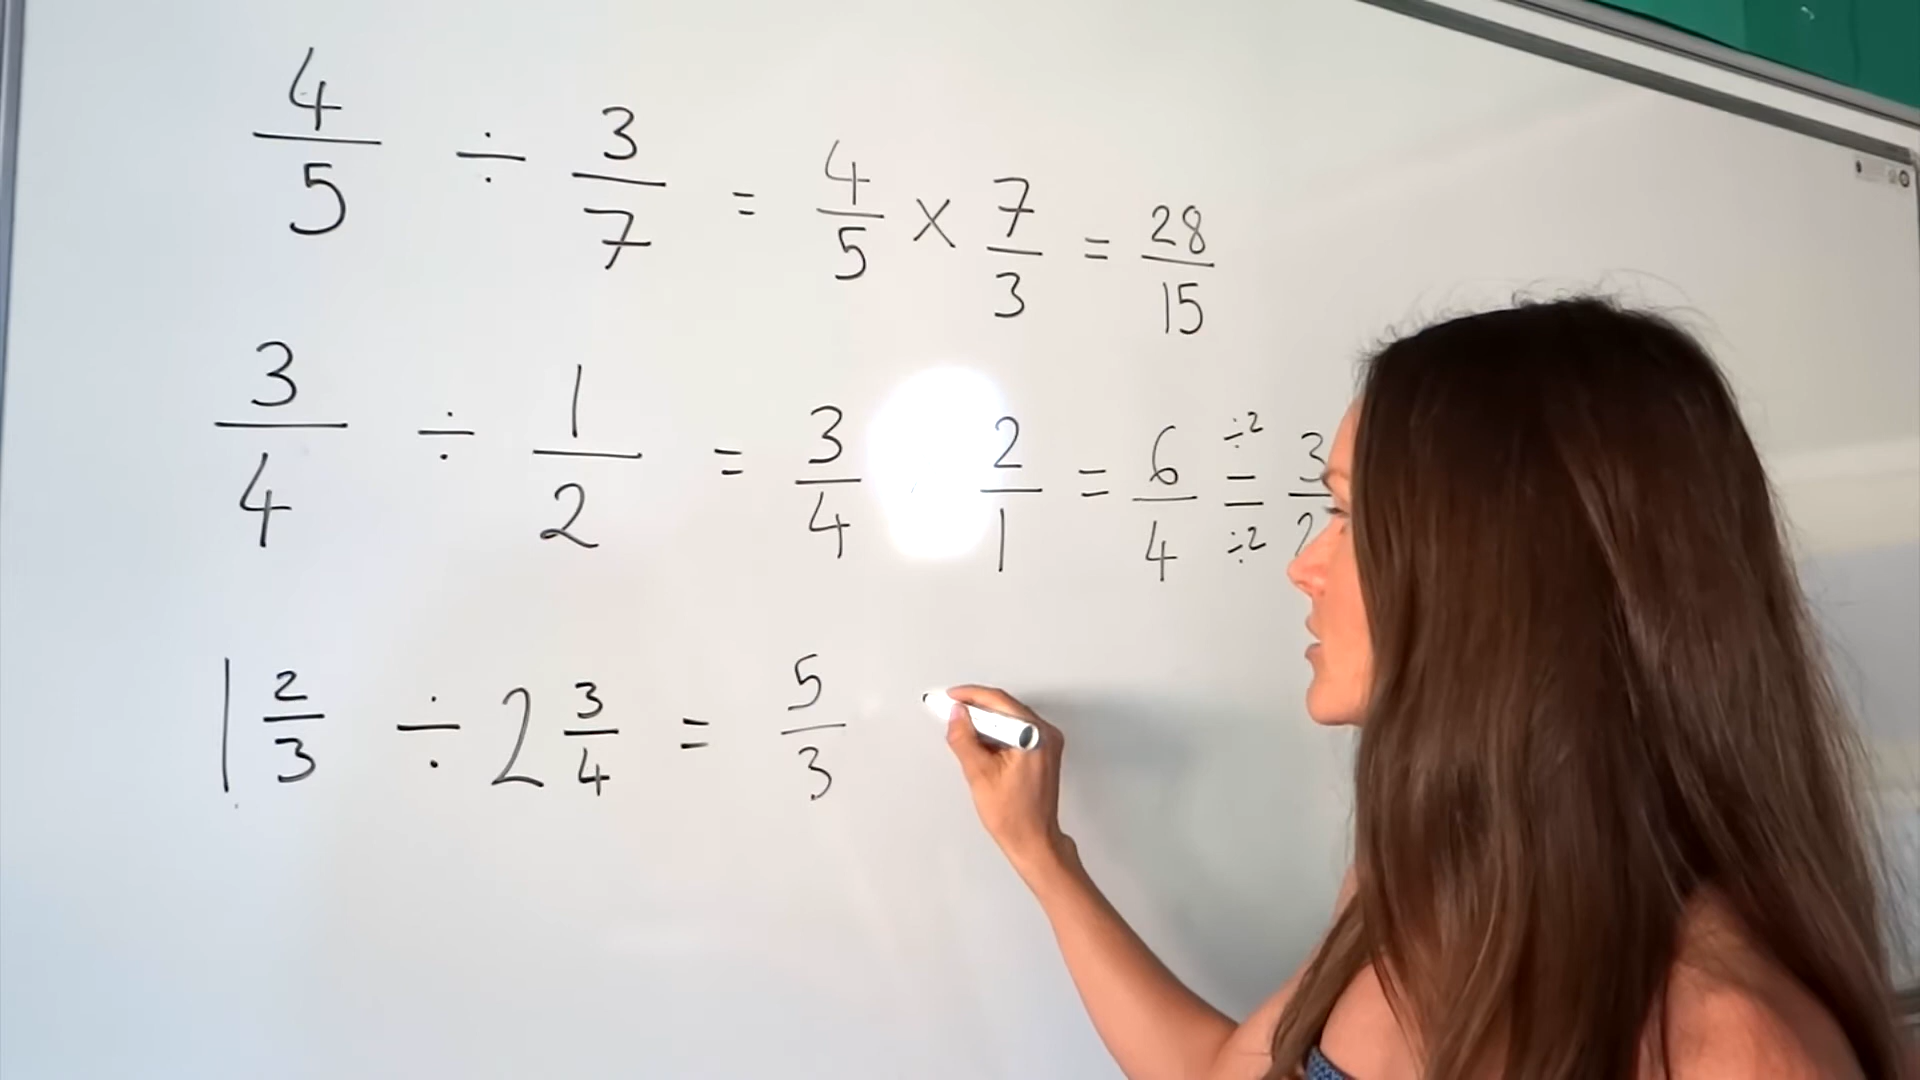 4/5 ÷ 3/7 = 4/5 × 7/3 = 28/15
3/4 ÷ 1/2 = 3/4 2/1 = 6/4 ÷2 = ÷2 3/2
1 2/3 ÷ 2 3/4 = 5/3